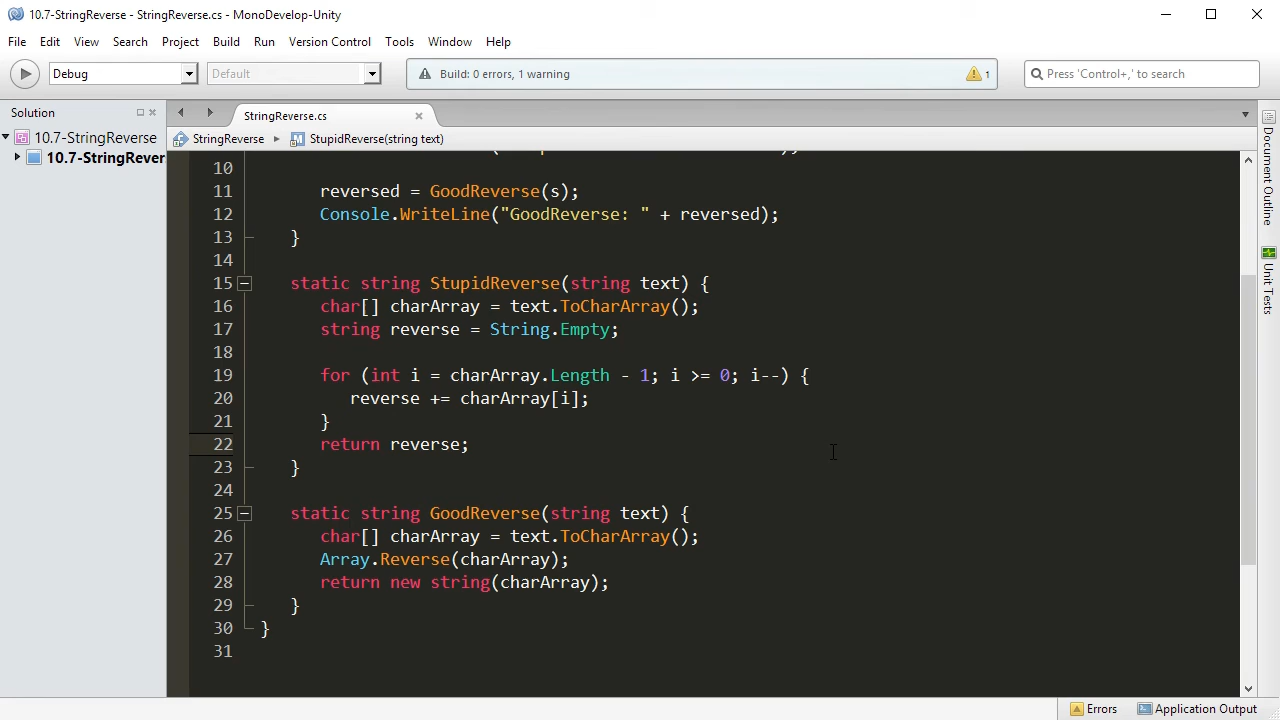 10.7-StringReverse - StringReverse.cs - MonoDevelop-Unity
File Edit View Search Project Build Run Version Control Tools Window Help
Debug Default Build: 0 errors, 1 warning 1 Press 'Control+,' to search
Solution StringReverse.cs
StringReverse StupidReverse(string text)
10.7-StringReverse
10.7-StringRever
10
11 reversed = GoodReverse(s);
12 Console.WriteLine("GoodReverse: " + reversed);
13 }
14
15 static string StupidReverse(string text) {
16 char[] charArray = text.ToCharArray();
17 string reverse = String.Empty;
18
19 for (int i = charArray.Length - 1; i >= 0; i--) {
20 reverse += charArray[i];
21 }
22 return reverse;
23 }
24
25 static string GoodReverse(string text) {
26 char[] charArray = text.ToCharArray();
27 Array.Reverse(charArray);
28 return new string(charArray);
29 }
30 }
31
Document Outline
Unit Tests
Errors Application Output